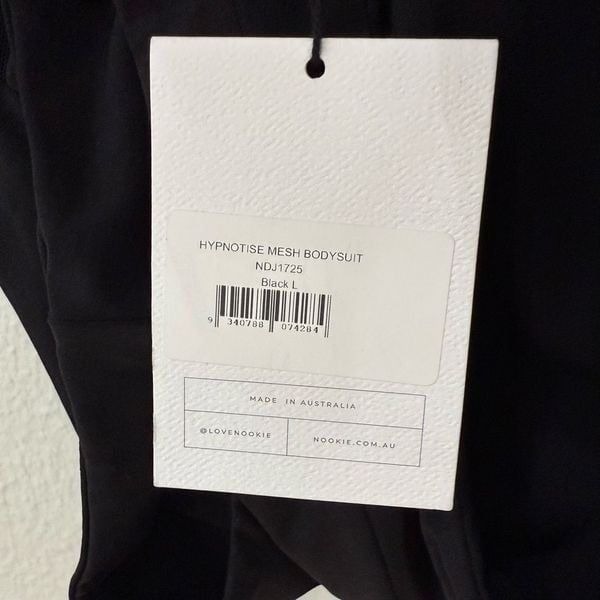 HYPNOTISE MESH BODYSUIT
NDJ1725
Black L
9 340788 074284
MADE IN AUSTRALIA
@LOVENOOKIE
NOOKIE.COM.AU